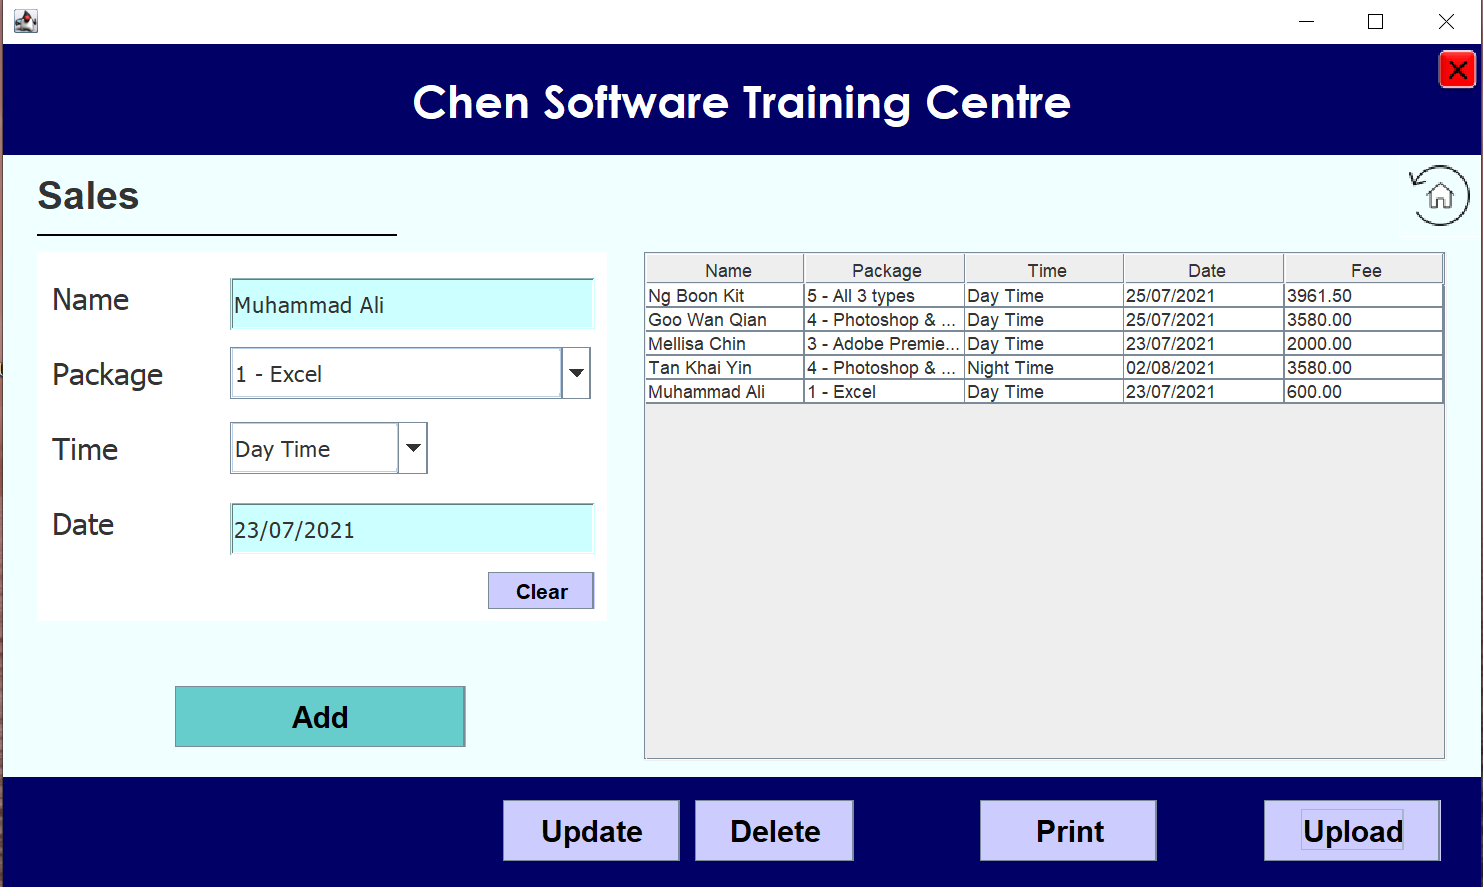 Chen Software Training Centre
Sales
Name
Muhammad Ali
Package
1 - Excel
Time
Day Time
Date
23/07/2021
Clear
Add
Name Package Time Date Fee
Ng Boon Kit 5 - All 3 types Day Time 25/07/2021 3961.50
Goo Wan Qian 4 - Photoshop & ... Day Time 25/07/2021 3580.00
Mellisa Chin 3 - Adobe Premie... Day Time 23/07/2021 2000.00
Tan Khai Yin 4 - Photoshop & ... Night Time 02/08/2021 3580.00
Muhammad Ali 1 - Excel Day Time 23/07/2021 600.00
Update Delete Print Upload